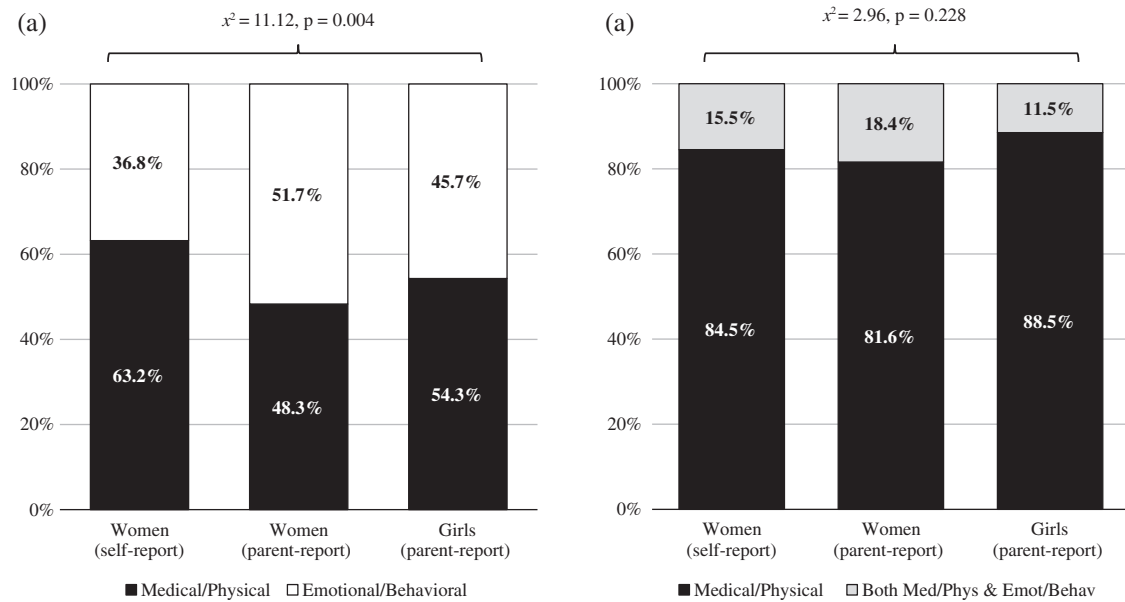 (a)
x² = 11.12, p = 0.004
100%
80%
60%
40%
20%
0%
36.8%
51.7%
45.7%
63.2%
48.3%
54.3%
Women
(self-report)
Women
(parent-report)
Girls
(parent-report)
Medical/Physical
Emotional/Behavioral
(a)
x² = 2.96, p = 0.228
100%
80%
60%
40%
20%
0%
15.5%
18.4%
11.5%
84.5%
81.6%
88.5%
Women
(self-report)
Women
(parent-report)
Girls
(parent-report)
Medical/Physical
Both Med/Phys & Emot/Behav